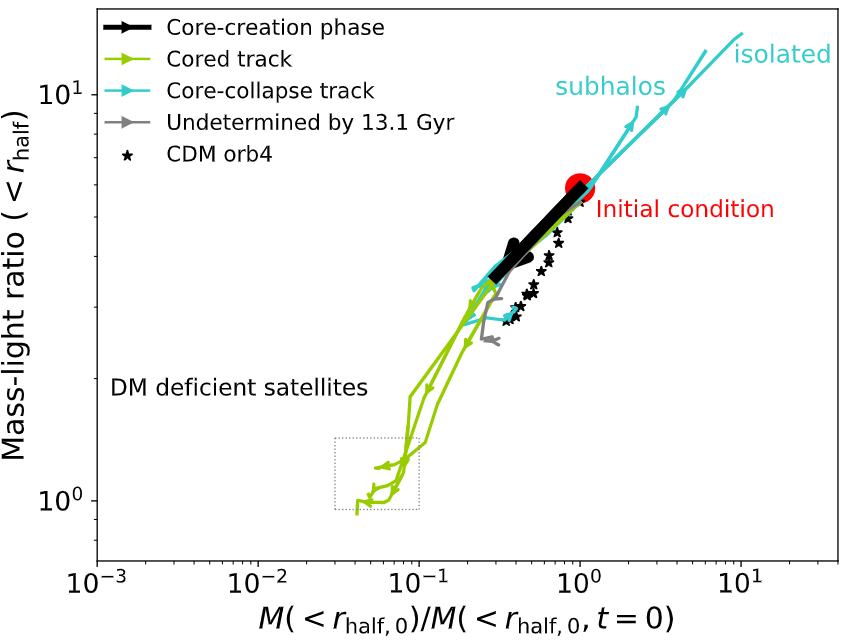 Core-creation phase
Cored track
Core-collapse track
Undetermined by 13.1 Gyr
CDM orb4
isolated
subhalos
Initial condition
DM deficient satellites
Mass-light ratio ( < r_half)
10^1
10^0
10^−3
10^−2
10^−1
10^0
10^1
M( < r_half, 0)/M( < r_half, 0, t = 0)